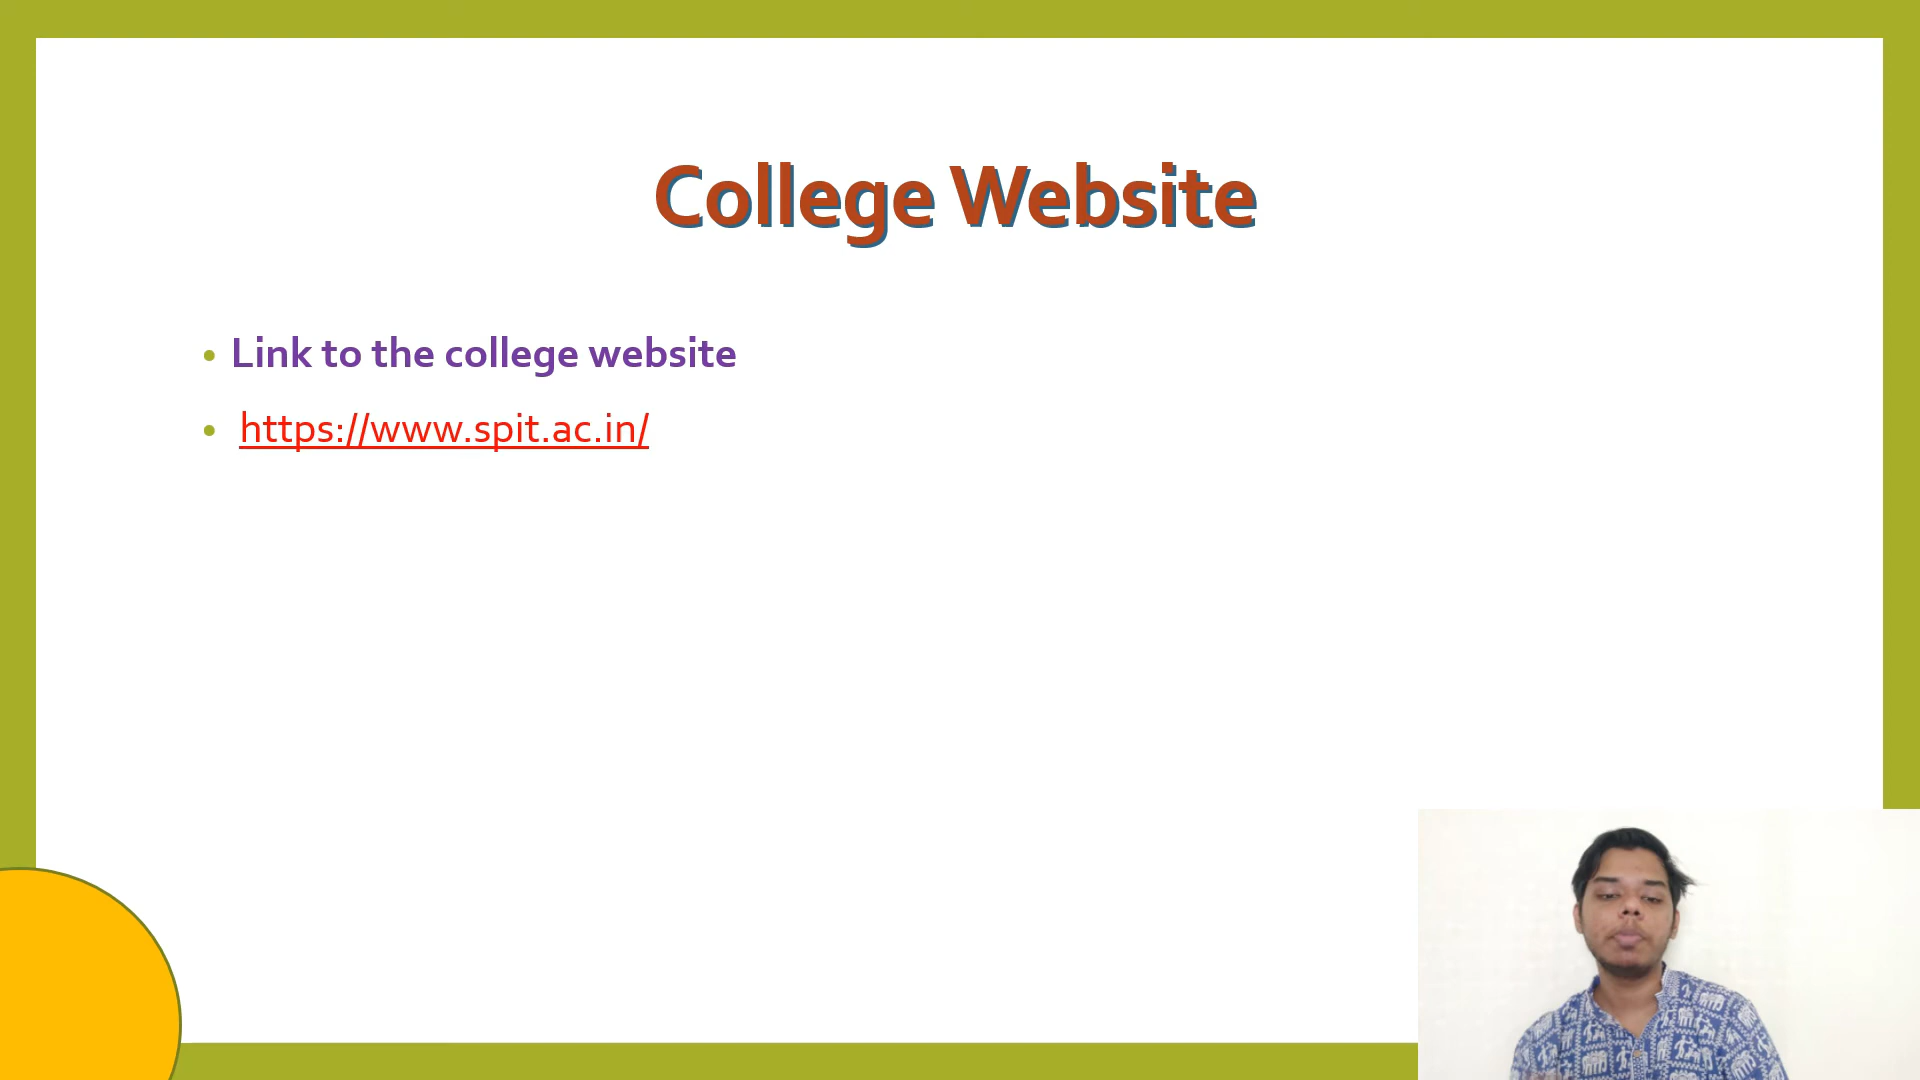 College Website
• Link to the college website
• https://www.spit.ac.in/